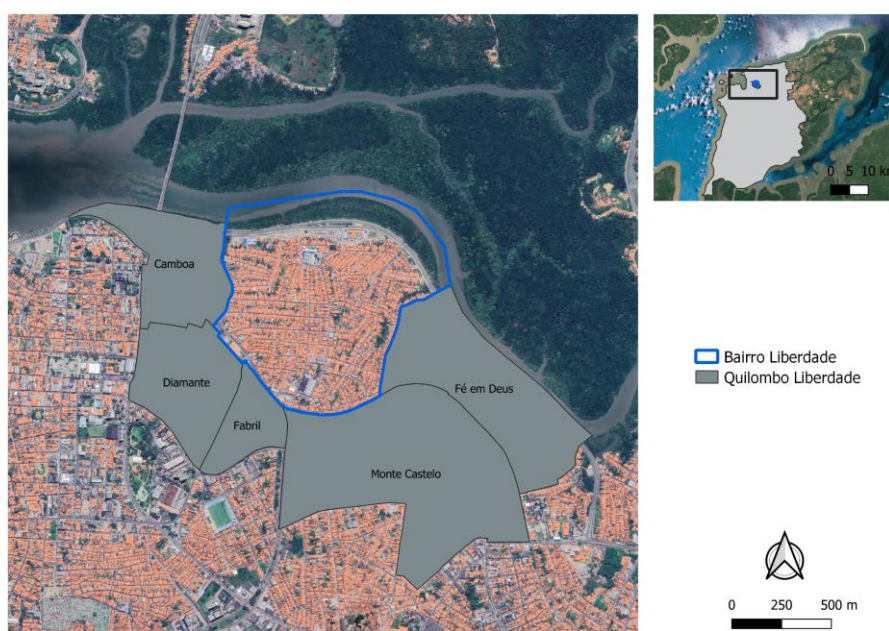 Camboa
Diamante
Fabril
Fé em Deus
Monte Castelo
0 5 10 km
Bairro Liberdade
Quilombo Liberdade
0 250 500 m